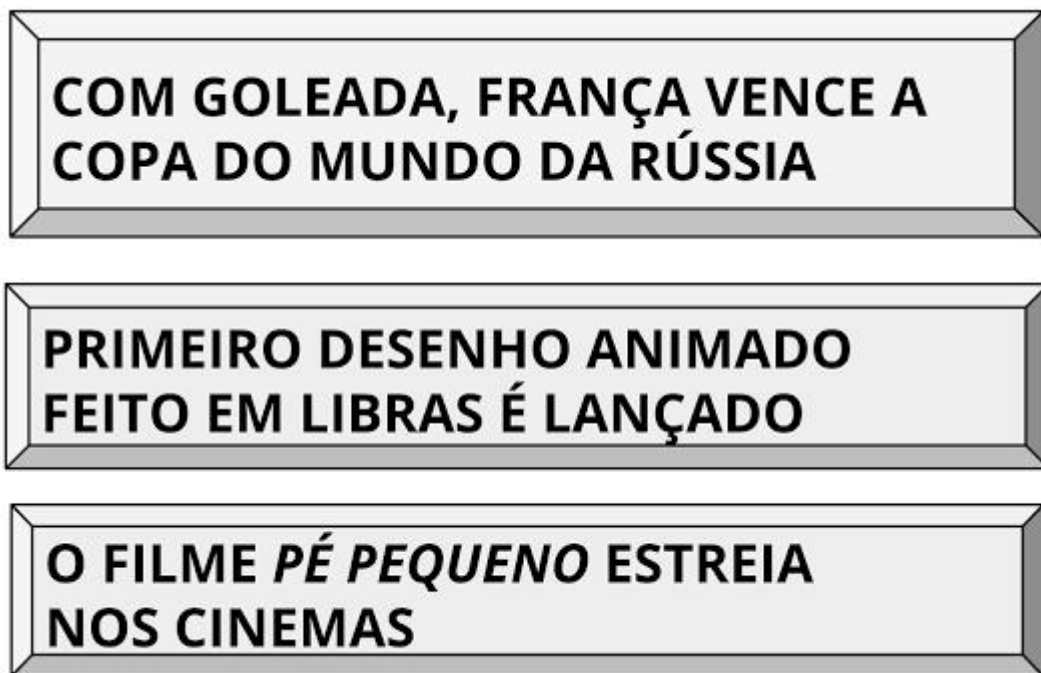 COM GOLEADA, FRANÇA VENCE A
COPA DO MUNDO DA RÚSSIA
PRIMEIRO DESENHO ANIMADO
FEITO EM LIBRAS É LANÇADO
O FILME PÉ PEQUENO ESTREIA
NOS CINEMAS